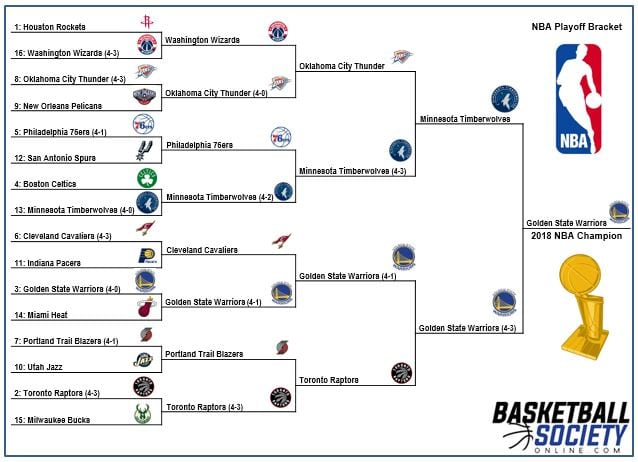 NBA Playoff Bracket
1: Houston Rockets
16: Washington Wizards (4-3)
8: Oklahoma City Thunder (4-3)
9: New Orleans Pelicans
5: Philadelphia 76ers (4-1)
12: San Antonio Spurs
4: Boston Celtics
13: Minnesota Timberwolves (4-0)
6: Cleveland Cavaliers (4-3)
11: Indiana Pacers
3: Golden State Warriors (4-0)
14: Miami Heat
7: Portland Trail Blazers (4-1)
10: Utah Jazz
2: Toronto Raptors (4-3)
15: Milwaukee Bucks
Washington Wizards
Oklahoma City Thunder (4-0)
Philadelphia 76ers
Minnesota Timberwolves (4-2)
Cleveland Cavaliers
Golden State Warriors (4-1)
Portland Trail Blazers
Toronto Raptors (4-3)
Oklahoma City Thunder
Minnesota Timberwolves (4-3)
Golden State Warriors (4-1)
Toronto Raptors
Minnesota Timberwolves
Golden State Warriors (4-3)
Golden State Warriors
2018 NBA Champion
NBA
BASKETBALL
SOCIETY
ONLINE.COM